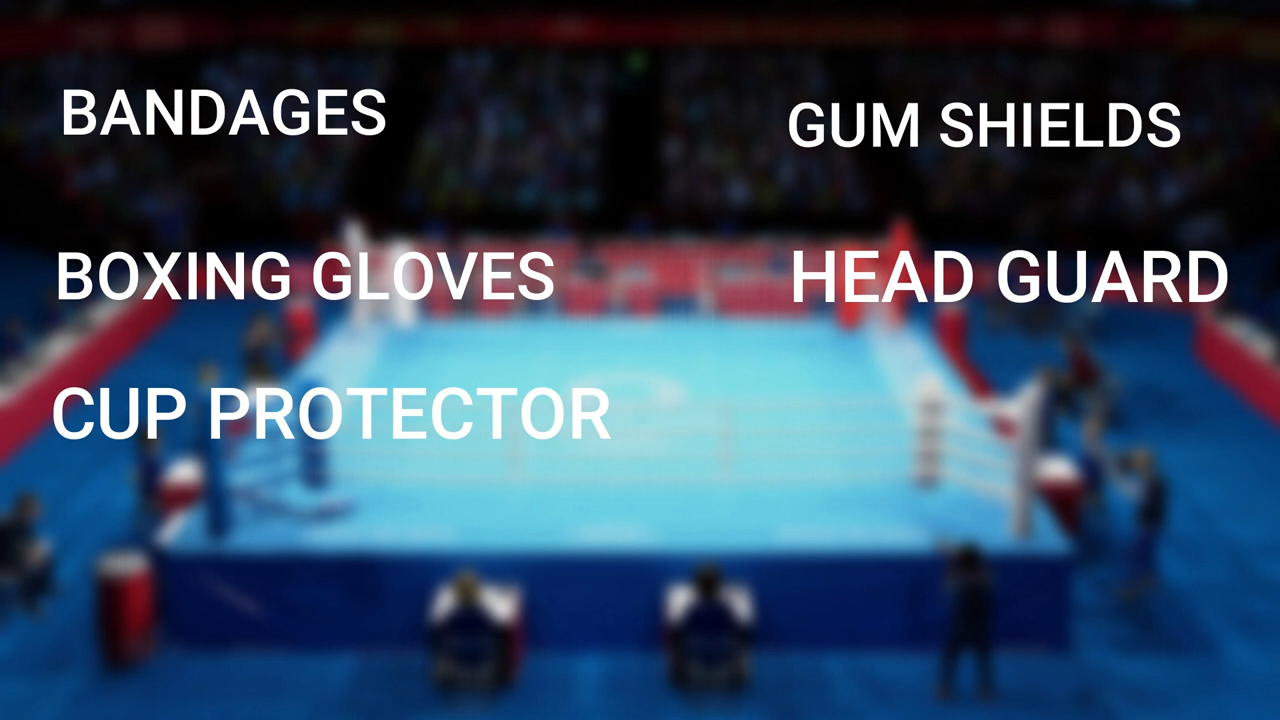 BANDAGES
GUM SHIELDS
BOXING GLOVES
HEAD GUARD
CUP PROTECTOR